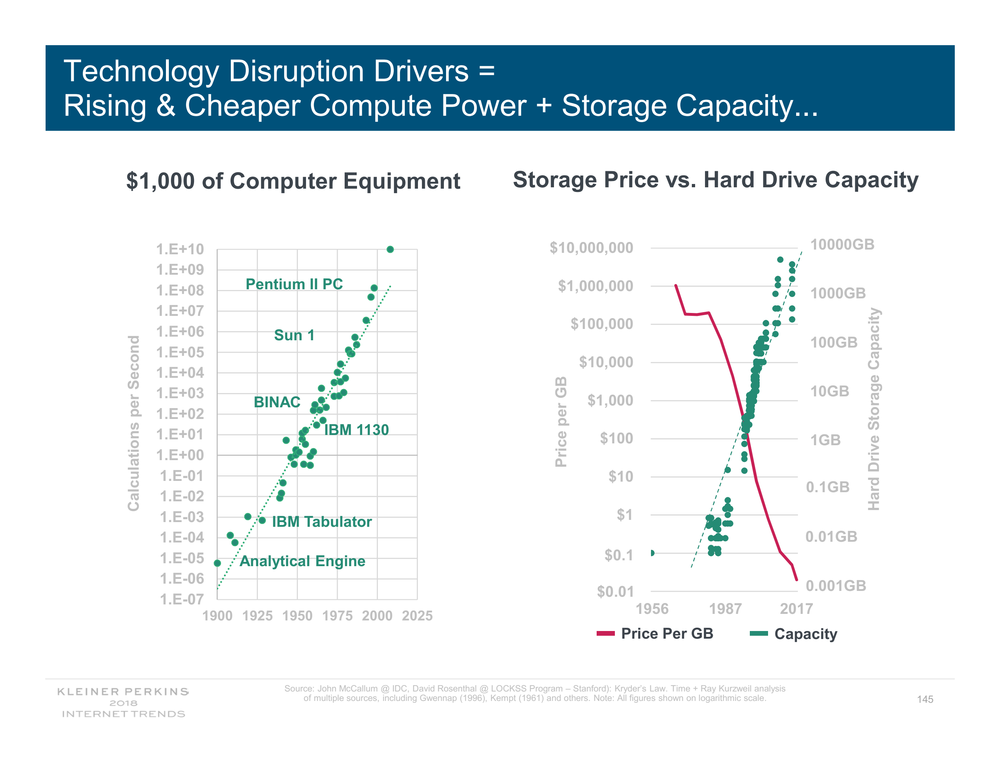 Technology Disruption Drivers =
Rising & Cheaper Compute Power + Storage Capacity...
$1,000 of Computer Equipment
Calculations per Second
1.E+10
1.E+09
1.E+08
1.E+07
1.E+06
1.E+05
1.E+04
1.E+03
1.E+02
1.E+01
1.E+00
1.E-01
1.E-02
1.E-03
1.E-04
1.E-05
1.E-06
1.E-07
Pentium II PC
Sun 1
BINAC
IBM 1130
IBM Tabulator
Analytical Engine
1900 1925 1950 1975 2000 2025
Storage Price vs. Hard Drive Capacity
Price per GB
$10,000,000
$1,000,000
$100,000
$10,000
$1,000
$100
$10
$1
$0.1
$0.01
10000GB
1000GB
100GB
10GB
1GB
0.1GB
0.01GB
0.001GB
Hard Drive Storage Capacity
1956 1987 2017
Price Per GB Capacity
KLEINER PERKINS
2018
INTERNET TRENDS
Source: John McCallum @ IDC, David Rosenthal @ LOCKSS Program – Stanford): Kryder's Law. Time + Ray Kurzweil analysis
of multiple sources, including Gwennap (1996), Kempt (1961) and others. Note: All figures shown on logarithmic scale.
145